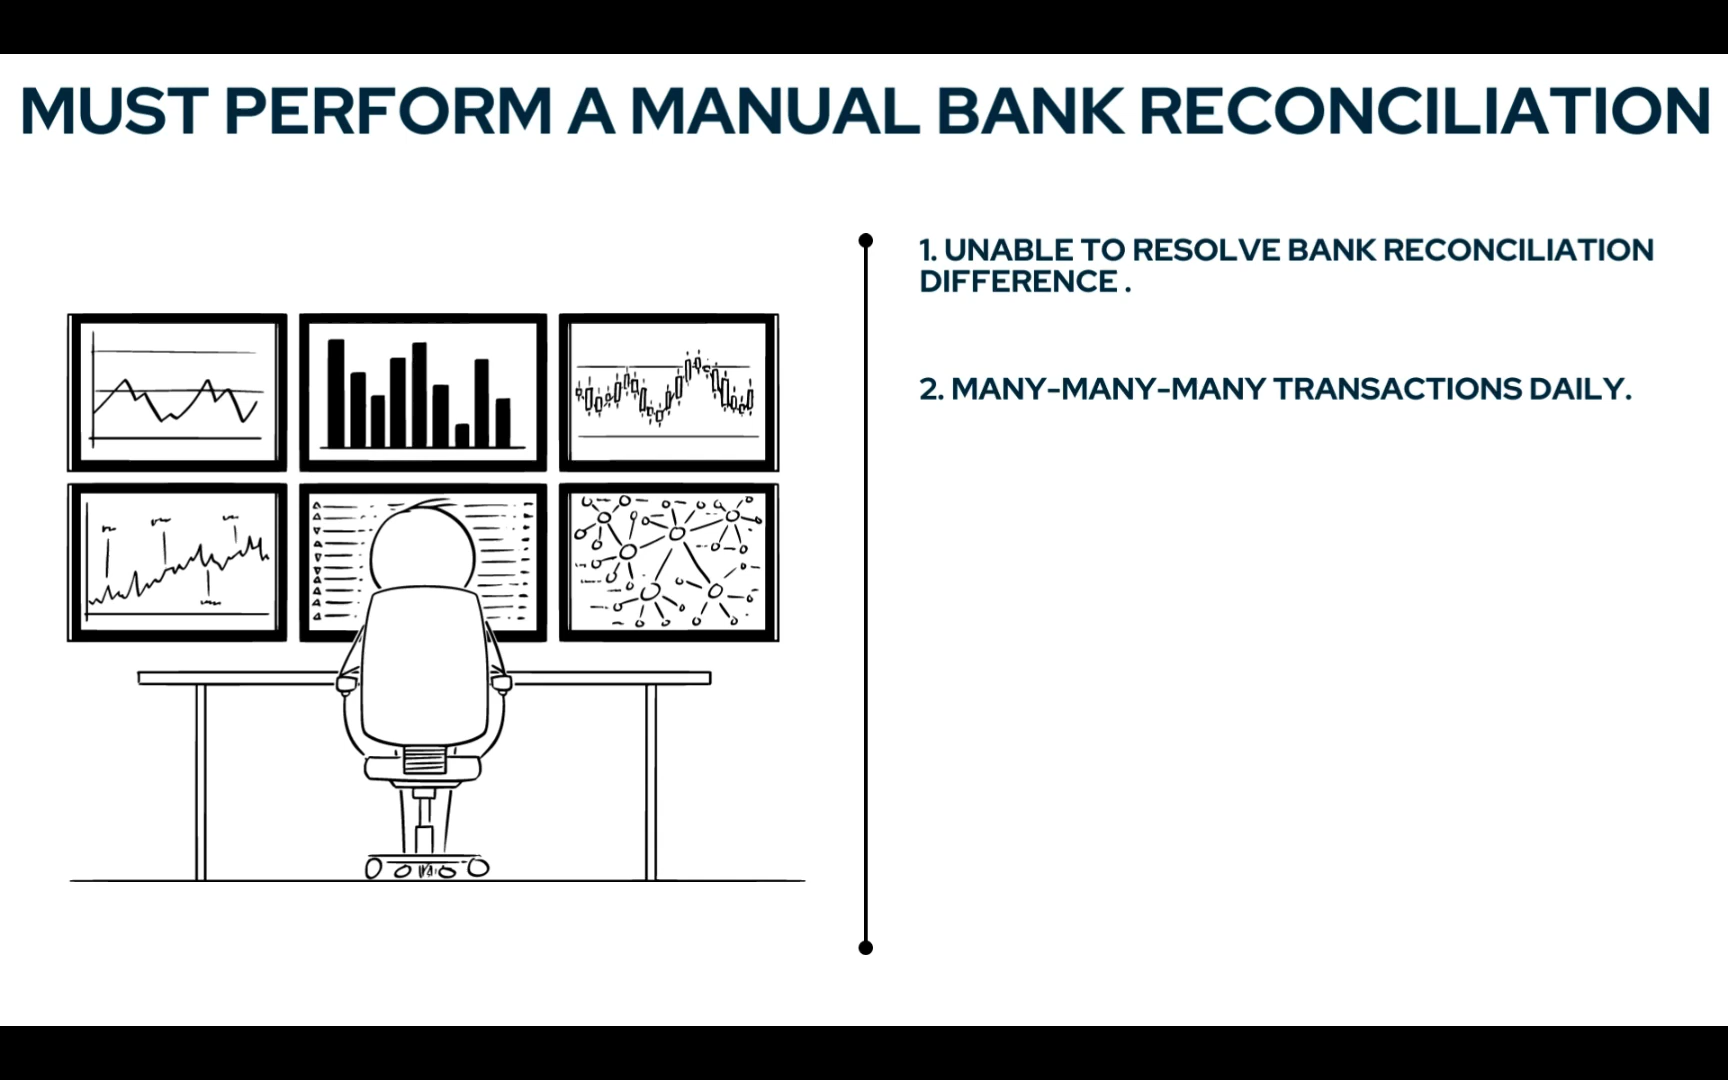 MUST PERFORM A MANUAL BANK RECONCILIATION
1. UNABLE TO RESOLVE BANK RECONCILIATION
DIFFERENCE .
2. MANY-MANY-MANY TRANSACTIONS DAILY.